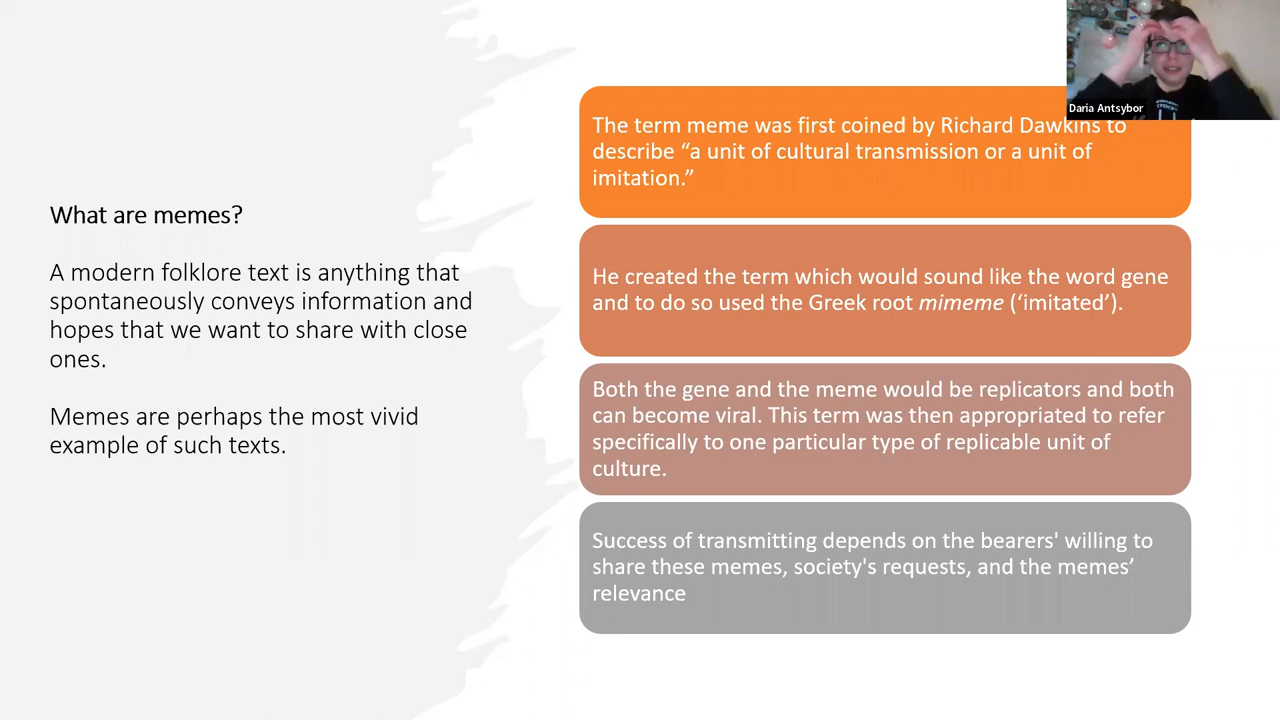 What are memes?
A modern folklore text is anything that
spontaneously conveys information and
hopes that we want to share with close
ones.
Memes are perhaps the most vivid
example of such texts.
The term meme was first coined by Richard Dawkins to
describe “a unit of cultural transmission or a unit of
imitation.”
He created the term which would sound like the word gene
and to do so used the Greek root mimeme (‘imitated’).
Both the gene and the meme would be replicators and both
can become viral. This term was then appropriated to refer
specifically to one particular type of replicable unit of
culture.
Success of transmitting depends on the bearers' willing to
share these memes, society's requests, and the memes’
relevance
Daria Antsybor